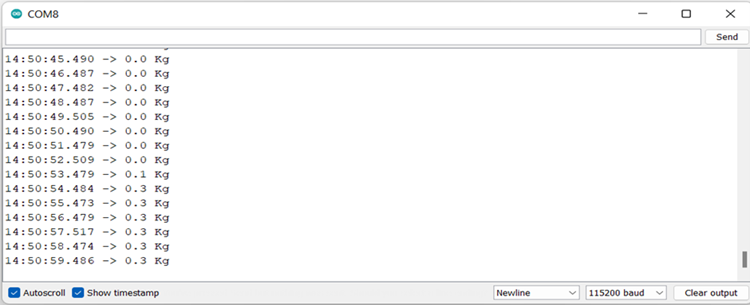 COM8
Send
14:50:45.490 -> 0.0 Kg
14:50:46.487 -> 0.0 Kg
14:50:47.482 -> 0.0 Kg
14:50:48.487 -> 0.0 Kg
14:50:49.505 -> 0.0 Kg
14:50:50.490 -> 0.0 Kg
14:50:51.479 -> 0.0 Kg
14:50:52.509 -> 0.0 Kg
14:50:53.479 -> 0.1 Kg
14:50:54.484 -> 0.3 Kg
14:50:55.473 -> 0.3 Kg
14:50:56.479 -> 0.3 Kg
14:50:57.517 -> 0.3 Kg
14:50:58.474 -> 0.3 Kg
14:50:59.486 -> 0.3 Kg
Autoscroll Show timestamp Newline 115200 baud Clear output